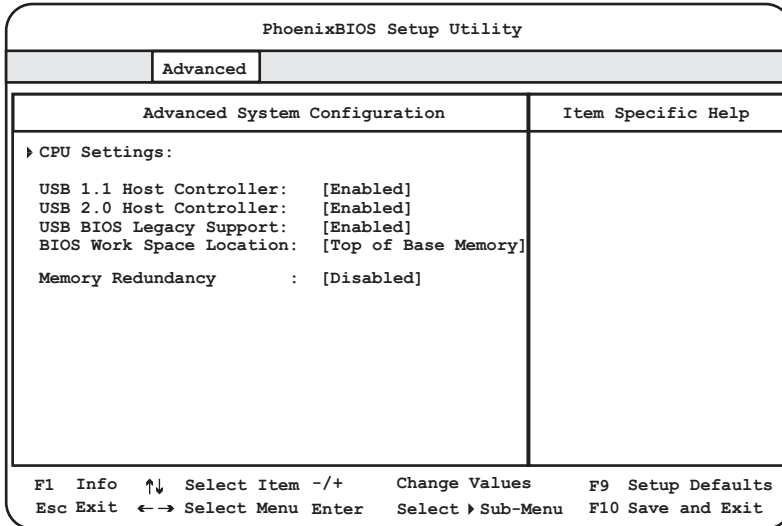 PhoenixBIOS Setup Utility
Advanced
Advanced System Configuration
Item Specific Help
CPU Settings:
USB 1.1 Host Controller: [Enabled]
USB 2.0 Host Controller: [Enabled]
USB BIOS Legacy Support: [Enabled]
BIOS Work Space Location: [Top of Base Memory]
Memory Redundancy : [Disabled]
F1 Info ↑↓ Select Item -/+ Change Values F9 Setup Defaults
Esc Exit ←→ Select Menu Enter Select ▶ Sub-Menu F10 Save and Exit